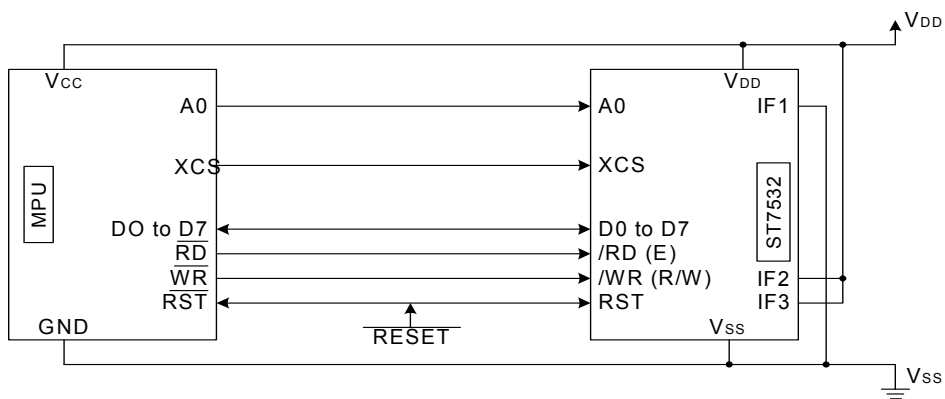 VDD
VCC
A0
XCS
DO to D7
RD
WR
RST
GND
MPU
RESET
VDD
A0
XCS
D0 to D7
/RD (E)
/WR (R/W)
RST
VSS
IF1
IF2
IF3
ST7532
VSS